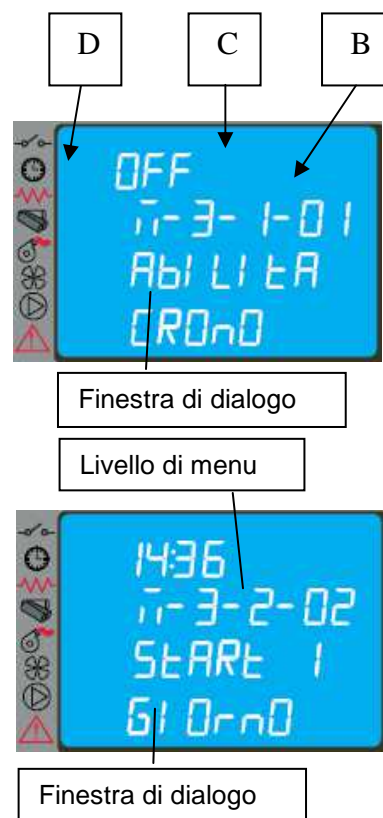 D C B
OFF
n-3-1-01
AbILItA
CROnO
Finestra di dialogo
Livello di menu
14:36
n-3-2-02
StARt 1
GIOrnO
Finestra di dialogo